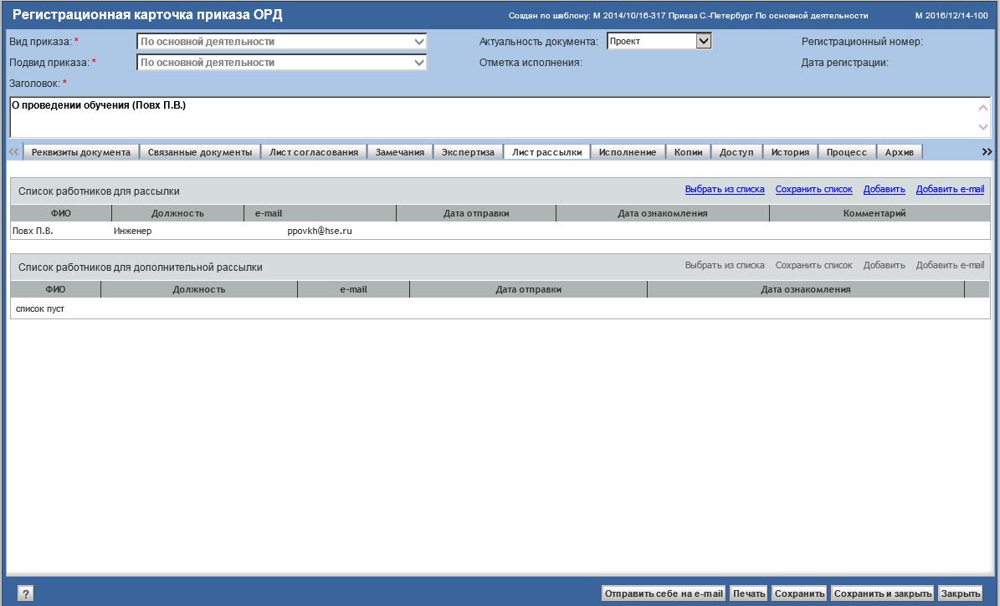 Регистрационная карточка приказа ОРД Создан по шаблону: М 2014/10/16-317 Приказ С.-Петербург По основной деятельности М 2016/12/14-100
Вид приказа: * По основной деятельности Актуальность документа: Проект Регистрационный номер:
Подвид приказа: * По основной деятельности Отметка исполнения: Дата регистрации:
Заголовок: *
О проведении обучения (Повх П.В.)
Реквизиты документа Связанные документы Лист согласования Замечания Экспертиза Лист рассылки Исполнение Копии Доступ История Процесс Архив
Список работников для рассылки Выбрать из списка Сохранить список Добавить Добавить e-mail
ФИО Должность e-mail Дата отправки Дата ознакомления Комментарий
Повх П.В. Инженер ppovkh@hse.ru
Список работников для дополнительной рассылки Выбрать из списка Сохранить список Добавить Добавить e-mail
ФИО Должность e-mail Дата отправки Дата ознакомления
список пуст
? Отправить себе на e-mail Печать Сохранить Сохранить и закрыть Закрыть